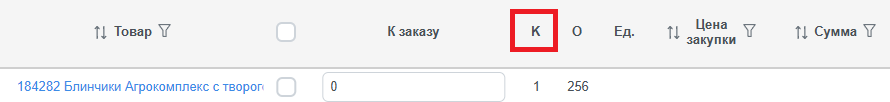 Товар К заказу К О Ед. Цена закупки Сумма
184282 Блинчики Агрокомплекс с творог 0 1 256